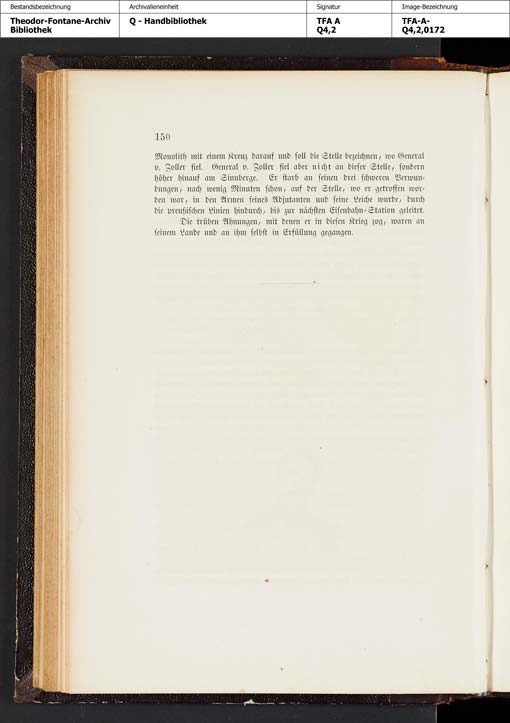 Bestandsbezeichnung Archivalieneinheit Signatur Image-Bezeichnung
Theodor-Fontane-Archiv Q - Handbibliothek TFA A TFA-A-
Bibliothek Q4,2 Q4,2,0172
150
Monolith mit einem Kreuz darauf und soll die Stelle bezeichnen, wo General
v. Zoller fiel. General v. Zoller fiel aber nicht an dieser Stelle, sondern
höher hinauf am Sinnberge. Er starb an seinen drei schweren Verwun-
dungen, nach wenig Minuten schon, auf der Stelle, wo er getroffen wor-
den war, in den Armen seines Adjutanten und seine Leiche wurde, durch
die preußischen Linien hindurch, bis zur nächsten Eisenbahn-Station geleitet.
Die trüben Ahnungen, mit denen er in diesen Krieg zog, waren an
seinem Lande und an ihm selbst in Erfüllung gegangen.